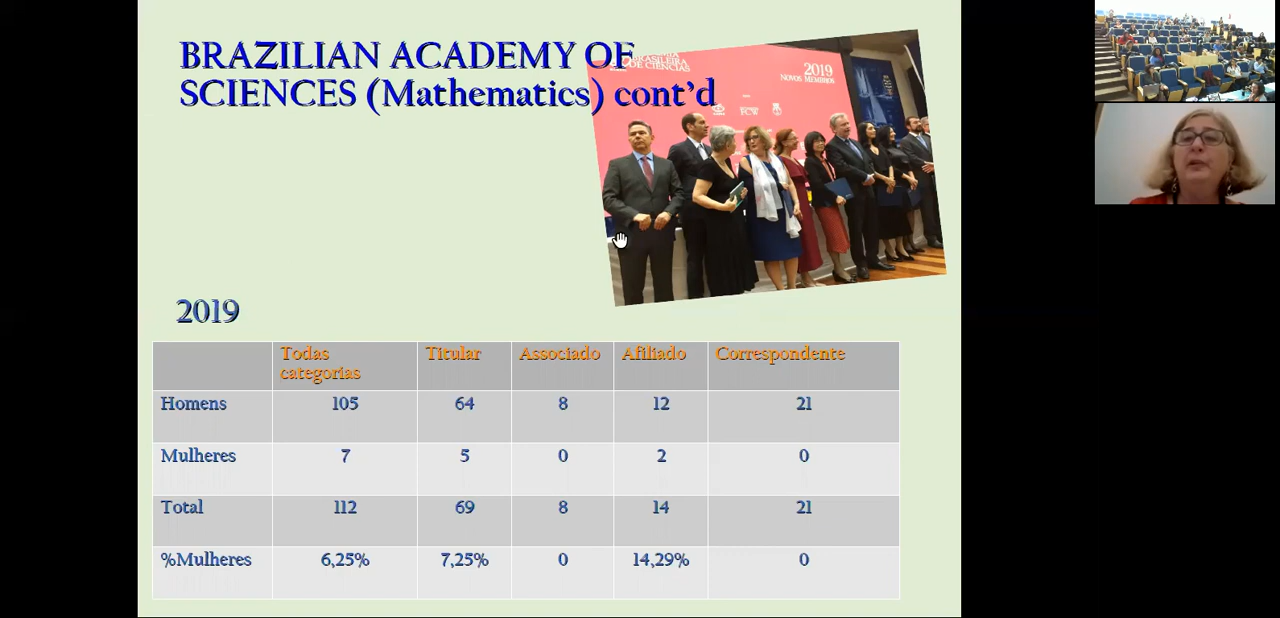 BRAZILIAN ACADEMY OF
SCIENCES (Mathematics) cont'd
BRASILEIRA
DE CIÊNCIAS
2019
NOVOS MEMBROS
FCW
2019
Todas categorias Titular Associado Afiliado Correspondente
Homens 105 64 8 12 21
Mulheres 7 5 0 2 0
Total 112 69 8 14 21
%Mulheres 6,25% 7,25% 0 14,29% 0